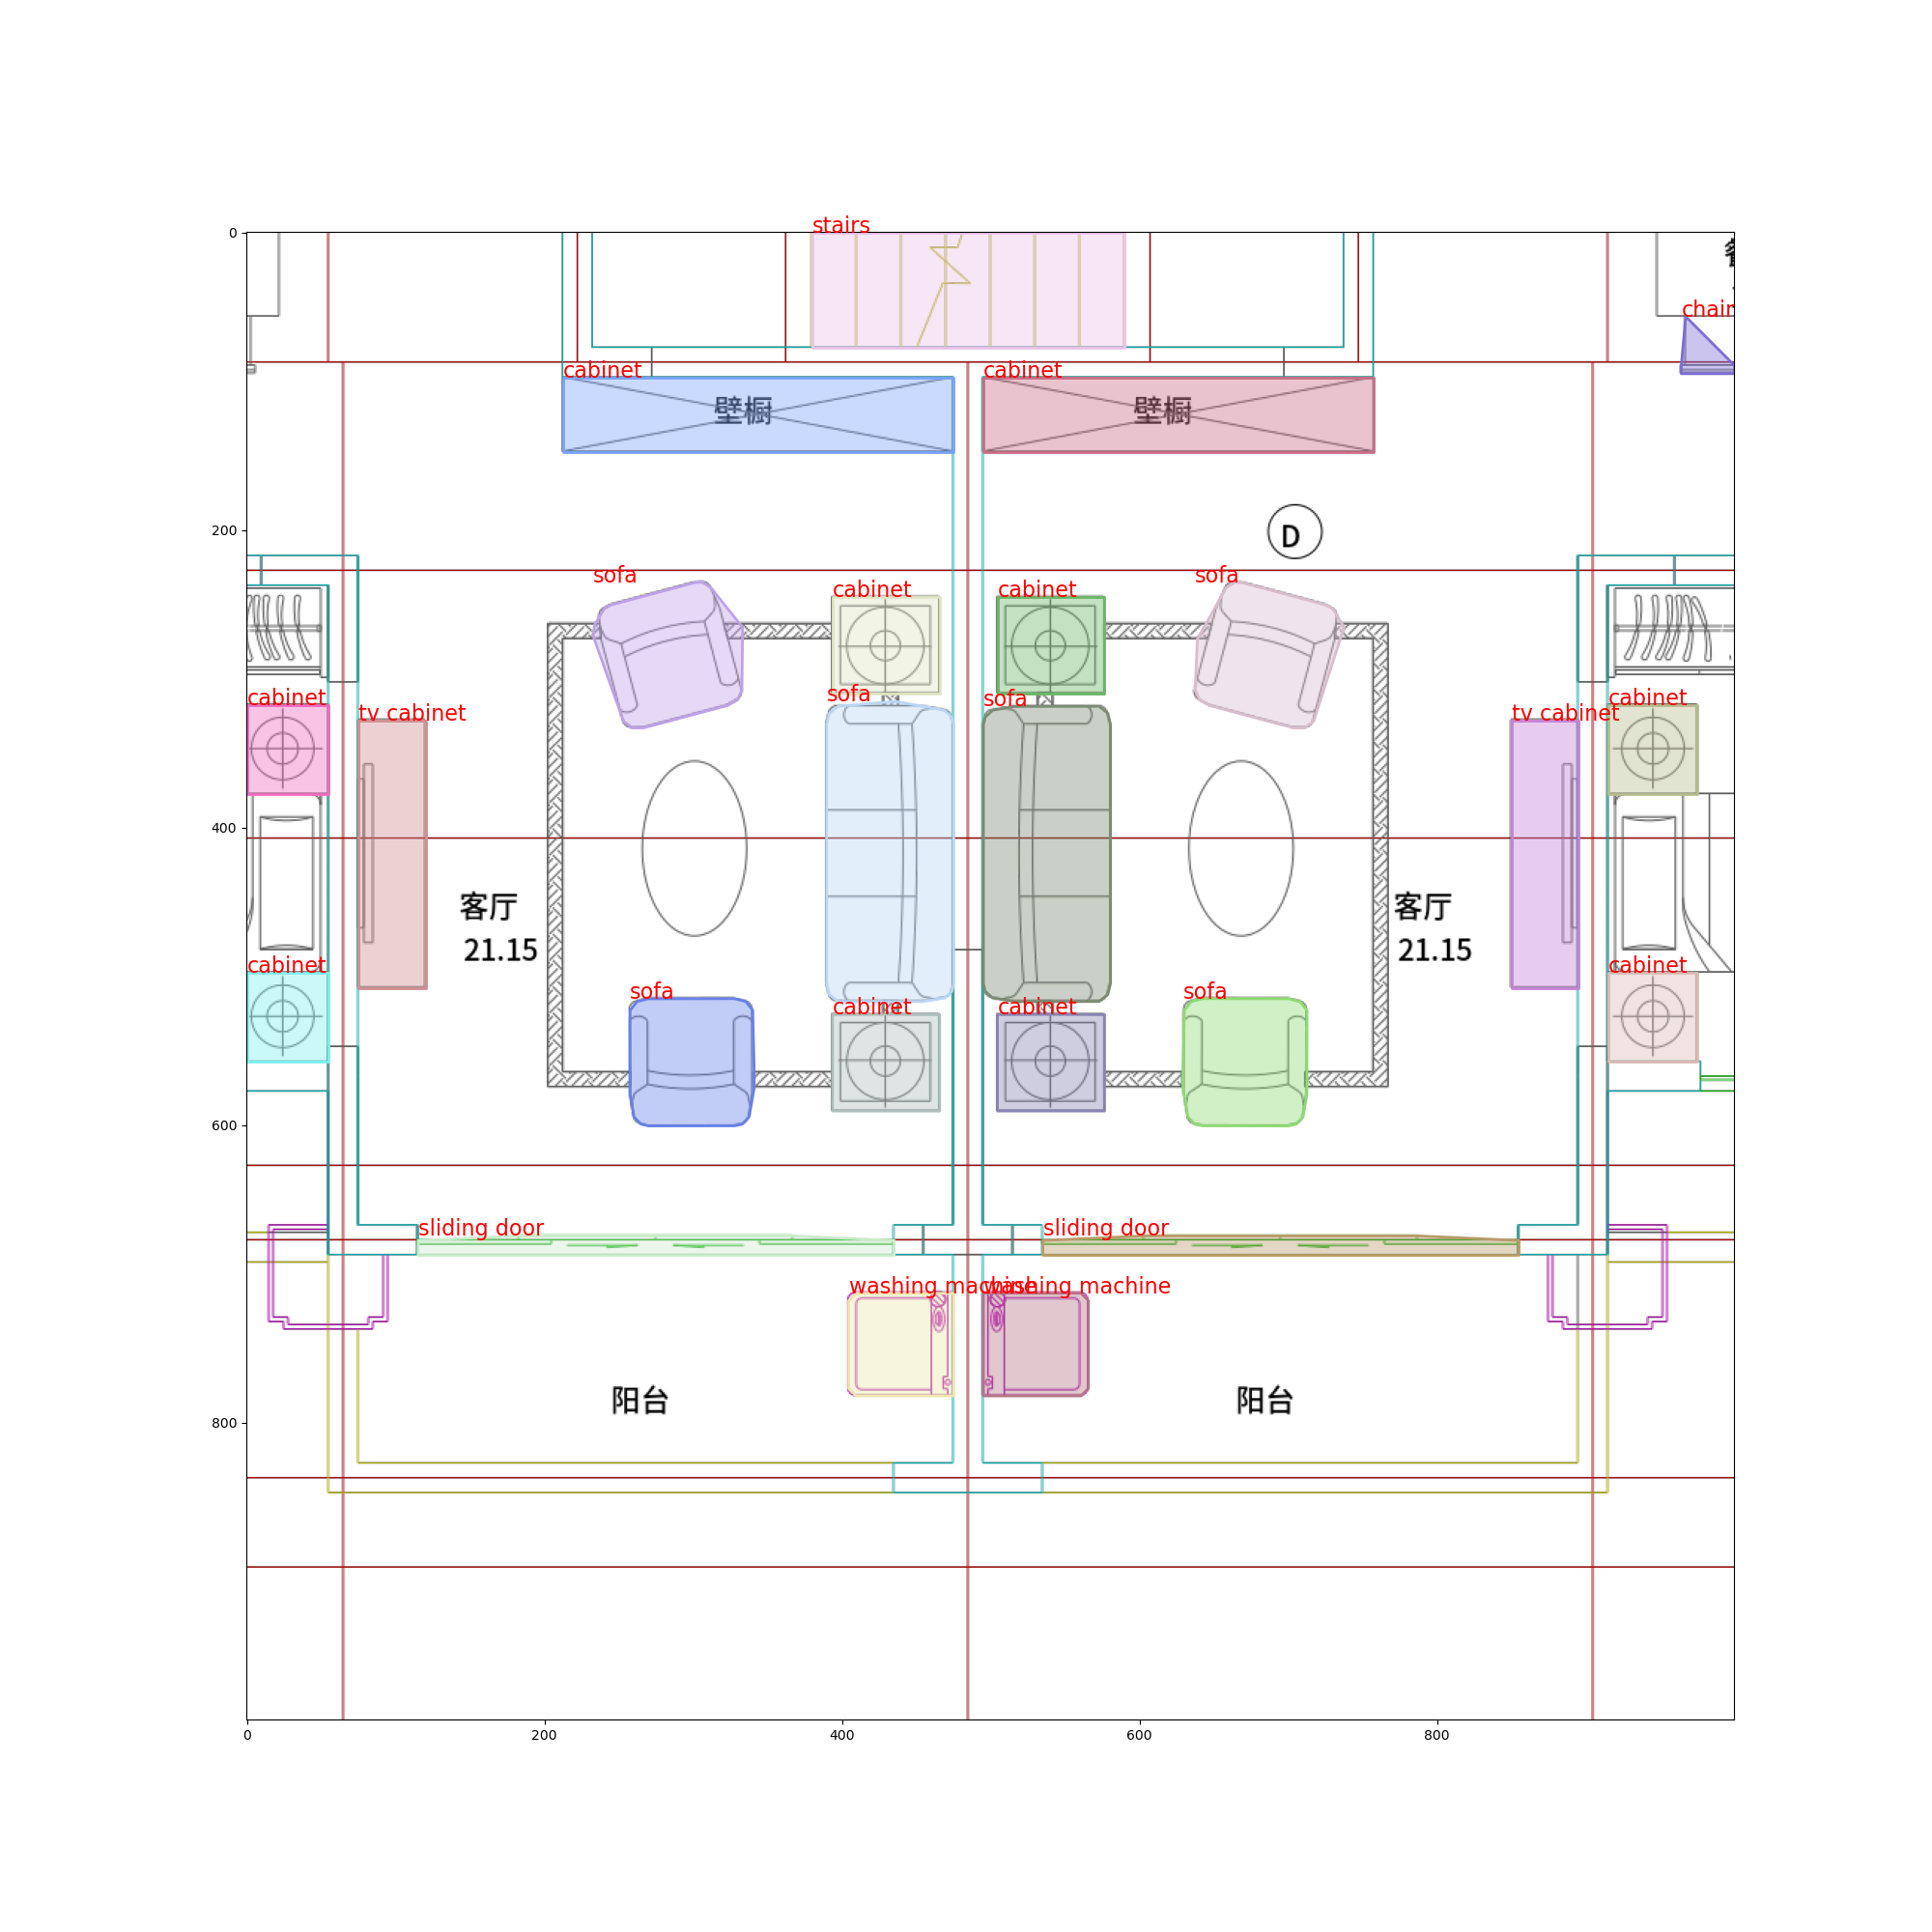 stairs
0
chair
cabinet
cabinet
壁橱
壁橱
200
D
sofa
sofa
cabinet
cabinet
cabinet
tv cabinet
sofa
sofa
tv cabinet
cabinet
400
客厅
21.15
客厅
21.15
cabinet
cabinet
sofa
cabinet
cabinet
sofa
600
sliding door
sliding door
washing machine
washing machine
阳台
阳台
800
0
200
400
600
800